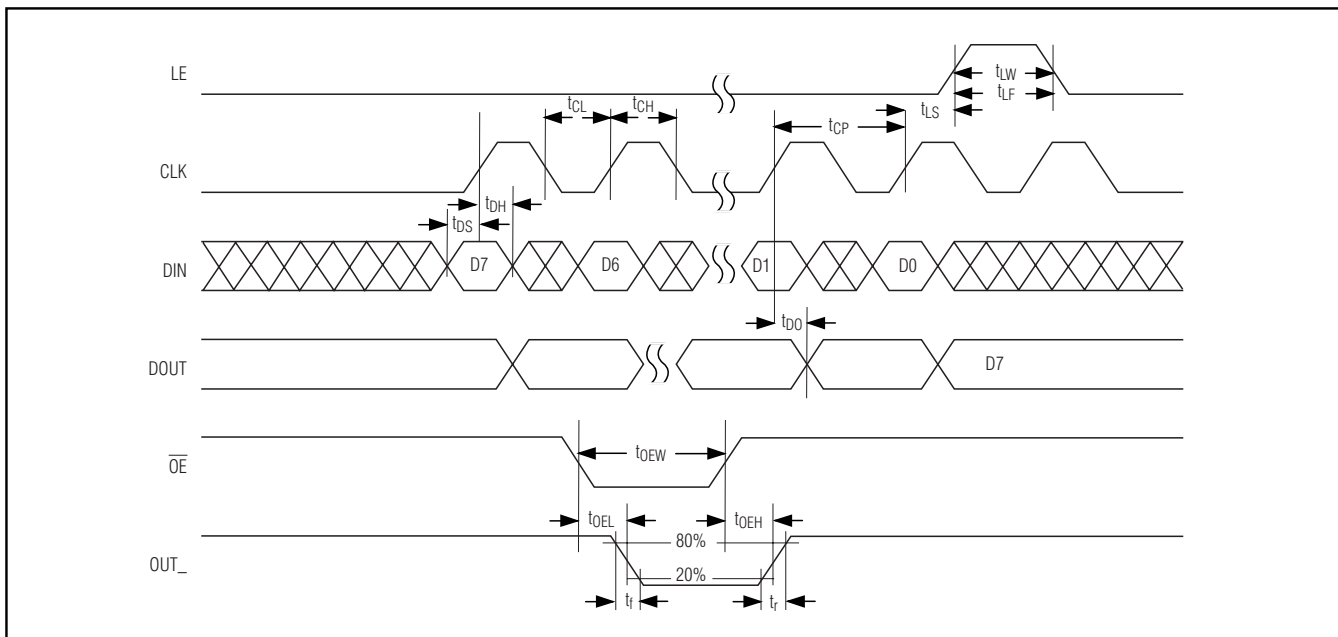 LE
tLW
tLF
tCL
tCH
tLS
tCP
CLK
tDH
tDS
DIN
D7
D6
D1
D0
tDO
DOUT
D7
OE
tOEW
tOEL
tOEH
80%
OUT_
20%
tf
tr